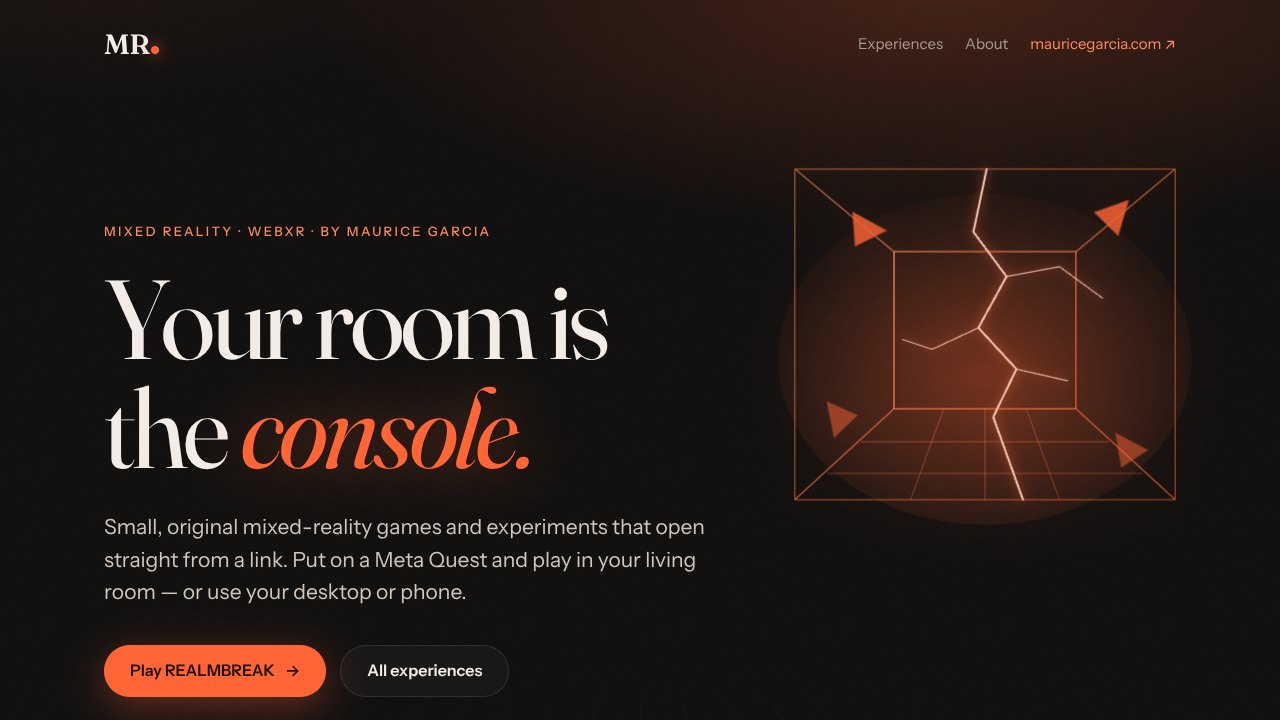 MR.
Experiences
About
mauricegarcia.com ↗
MIXED REALITY · WEBXR · BY MAURICE GARCIA
Your room is
the console.
Small, original mixed-reality games and experiments that open
straight from a link. Put on a Meta Quest and play in your living
room — or use your desktop or phone.
Play REALMBREAK →
All experiences